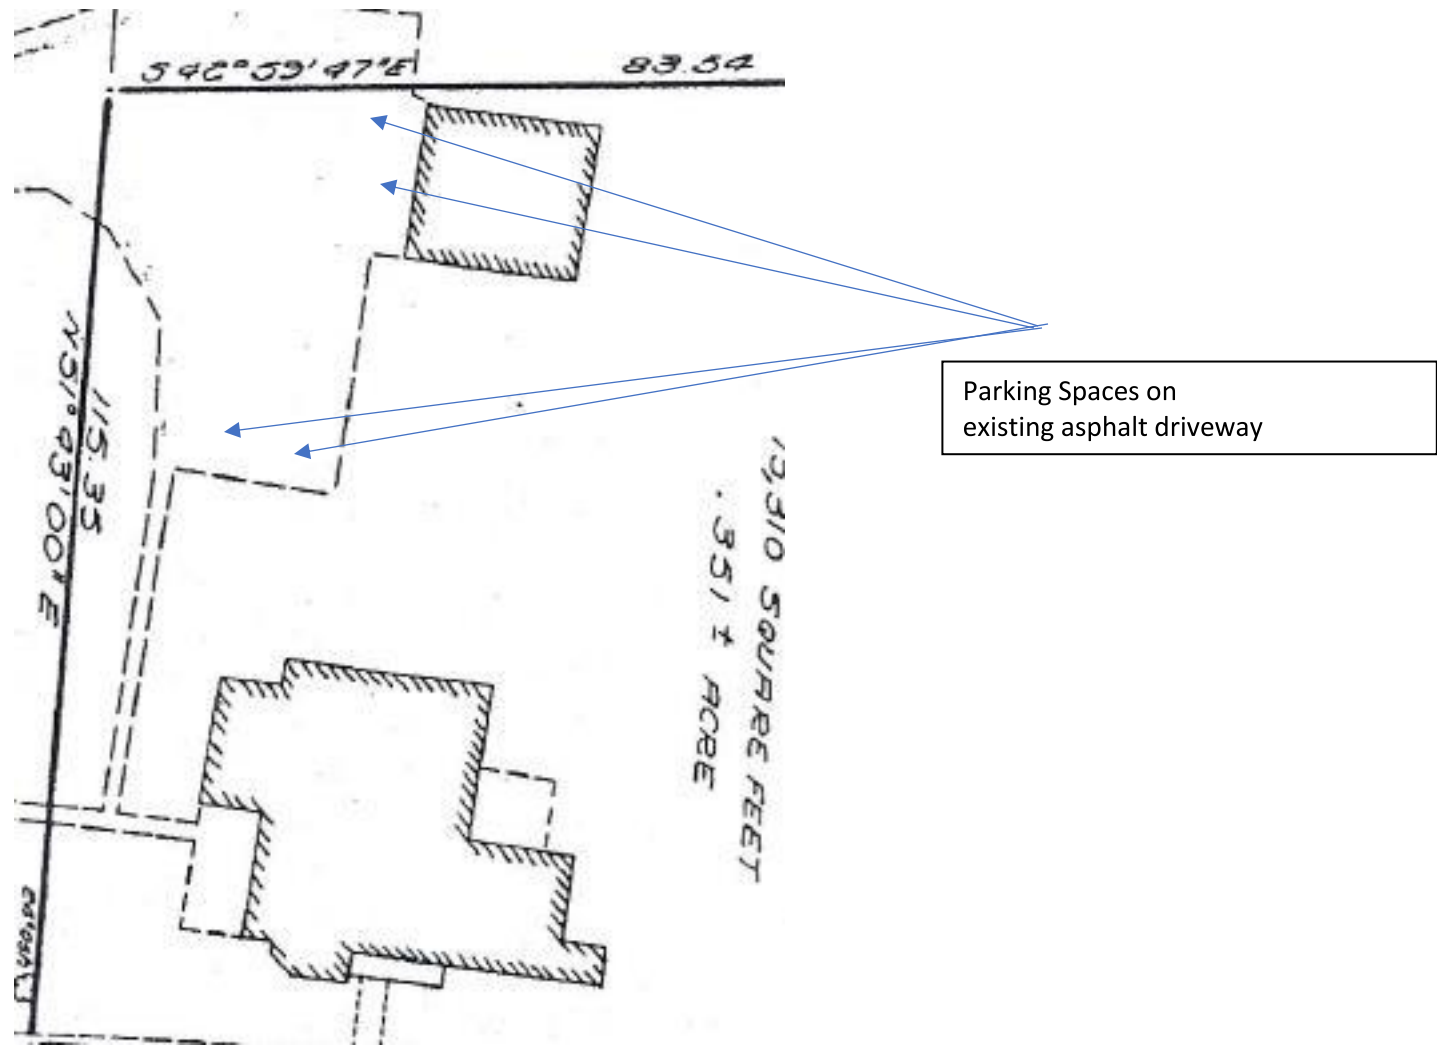 S42°59'47"E 83.54
Parking Spaces on
existing asphalt driveway
115.35
N51°43'00"E
15,310 SQUARE FEET
.351 ± ACRE